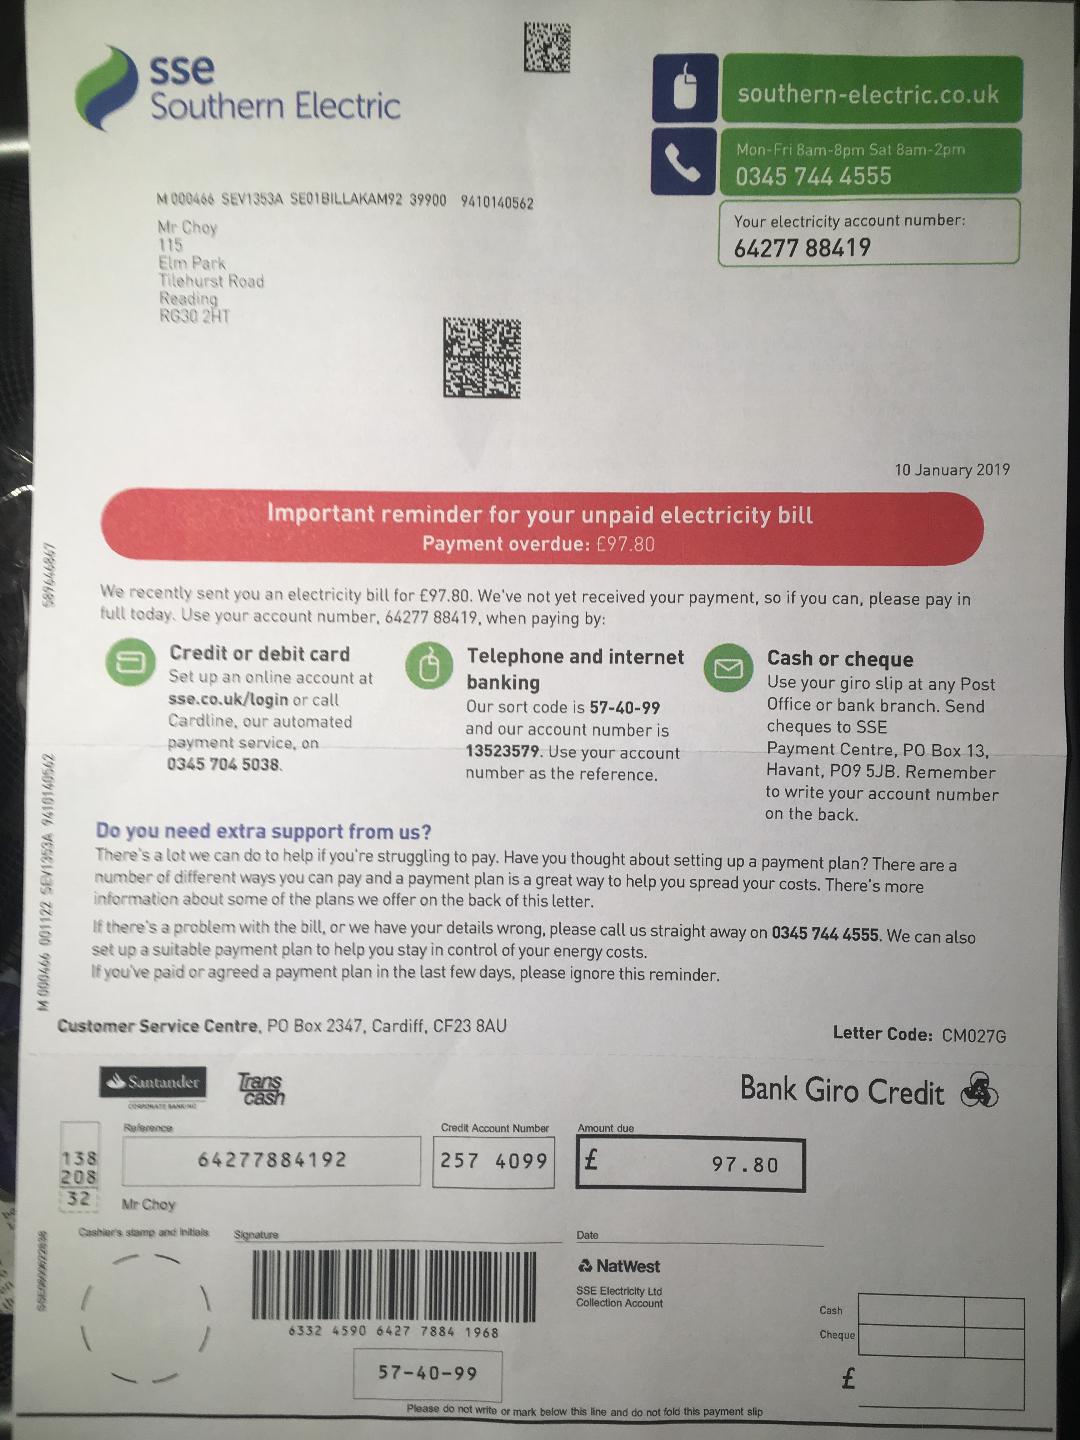 sse
Southern Electric
southern-electric.co.uk
Mon-Fri 8am-8pm Sat 8am-2pm
0345 744 4555
Your electricity account number:
64277 88419
M 000466 SEV1353A SE01BILLAKAM92 39900 9410140562
Mr Choy
115
Elm Park
Tilehurst Road
Reading
RG30 2HT
10 January 2019
Important reminder for your unpaid electricity bill
Payment overdue: £97.80
We recently sent you an electricity bill for £97.80. We've not yet received your payment, so if you can, please pay in
full today. Use your account number, 64277 88419, when paying by:
Credit or debit card
Set up an online account at
sse.co.uk/login or call
Cardline, our automated
payment service, on
0345 704 5038.
Telephone and internet
banking
Our sort code is 57-40-99
and our account number is
13523579. Use your account
number as the reference.
Cash or cheque
Use your giro slip at any Post
Office or bank branch. Send
cheques to SSE
Payment Centre, PO Box 13,
Havant, PO9 5JB. Remember
to write your account number
on the back.
Do you need extra support from us?
There's a lot we can do to help if you're struggling to pay. Have you thought about setting up a payment plan? There are a
number of different ways you can pay and a payment plan is a great way to help you spread your costs. There's more
information about some of the plans we offer on the back of this letter.
If there's a problem with the bill, or we have your details wrong, please call us straight away on 0345 744 4555. We can also
set up a suitable payment plan to help you stay in control of your energy costs.
If you've paid or agreed a payment plan in the last few days, please ignore this reminder.
M 000466 001122 SEV1353A 9410140562
Customer Service Centre, PO Box 2347, Cardiff, CF23 8AU
Letter Code: CM027G
Santander
CORPORATE BANKING
Trans
cash
Bank Giro Credit
Reference
Credit Account Number
Amount due
138
208
32
64277884192
257 4099
£ 97.80
Mr Choy
Cashier's stamp and initials
Signature
Date
NatWest
SSE Electricity Ltd
Collection Account
6332 4590 6427 7884 1968
57-40-99
Cash
Cheque
£
Please do not write or mark below this line and do not fold this payment slip